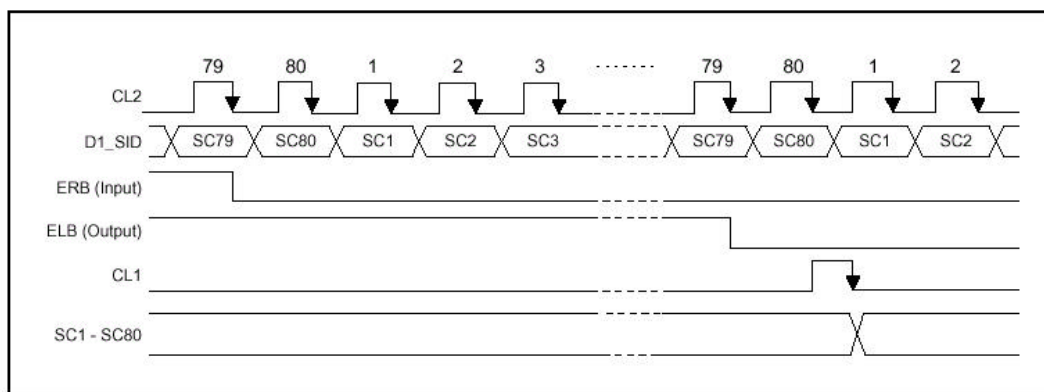 79 80 1 2 3 ........ 79 80 1 2
CL2
D1_SID SC79 SC80 SC1 SC2 SC3 SC79 SC80 SC1 SC2
ERB (Input)
ELB (Output)
CL1
SC1 - SC80